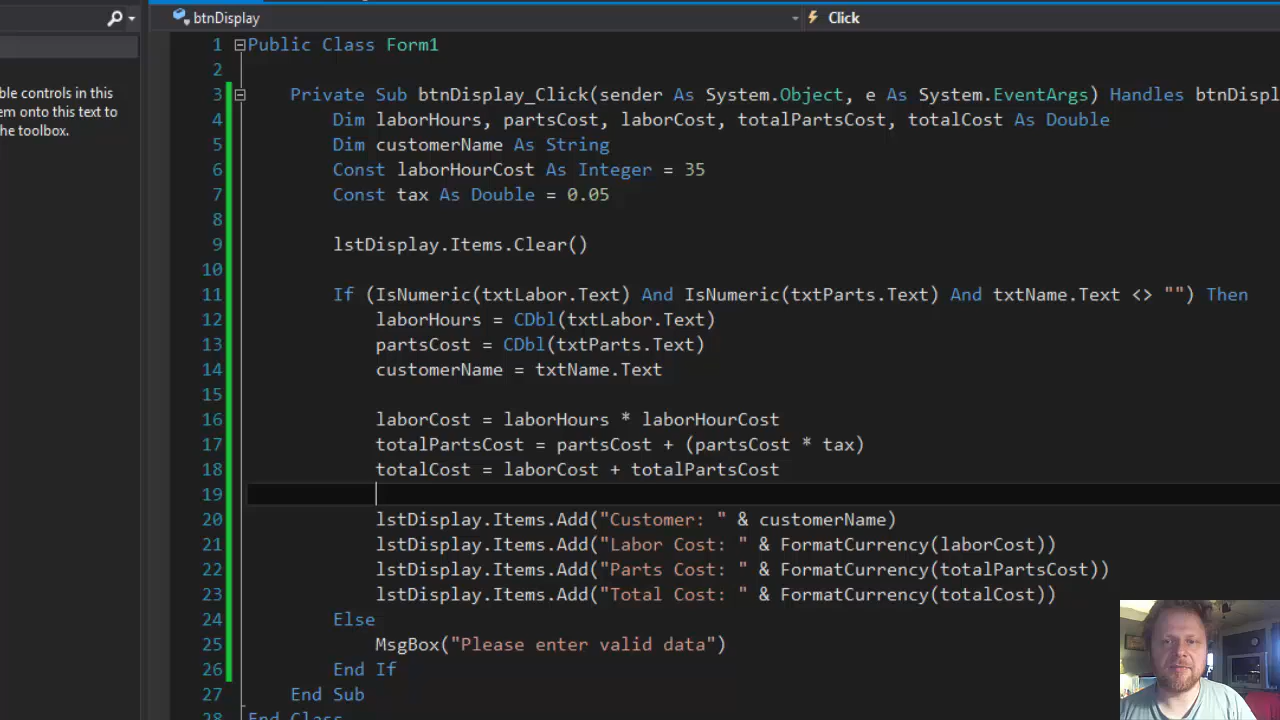 btnDisplay
Click
ble controls in this
em onto this text to
he toolbox.
1 Public Class Form1
2
3 Private Sub btnDisplay_Click(sender As System.Object, e As System.EventArgs) Handles btnDispl
4 Dim laborHours, partsCost, laborCost, totalPartsCost, totalCost As Double
5 Dim customerName As String
6 Const laborHourCost As Integer = 35
7 Const tax As Double = 0.05
8
9 lstDisplay.Items.Clear()
10
11 If (IsNumeric(txtLabor.Text) And IsNumeric(txtParts.Text) And txtName.Text <> "") Then
12 laborHours = CDbl(txtLabor.Text)
13 partsCost = CDbl(txtParts.Text)
14 customerName = txtName.Text
15
16 laborCost = laborHours * laborHourCost
17 totalPartsCost = partsCost + (partsCost * tax)
18 totalCost = laborCost + totalPartsCost
19
20 lstDisplay.Items.Add("Customer: " & customerName)
21 lstDisplay.Items.Add("Labor Cost: " & FormatCurrency(laborCost))
22 lstDisplay.Items.Add("Parts Cost: " & FormatCurrency(totalPartsCost))
23 lstDisplay.Items.Add("Total Cost: " & FormatCurrency(totalCost))
24 Else
25 MsgBox("Please enter valid data")
26 End If
27 End Sub
28 End Class